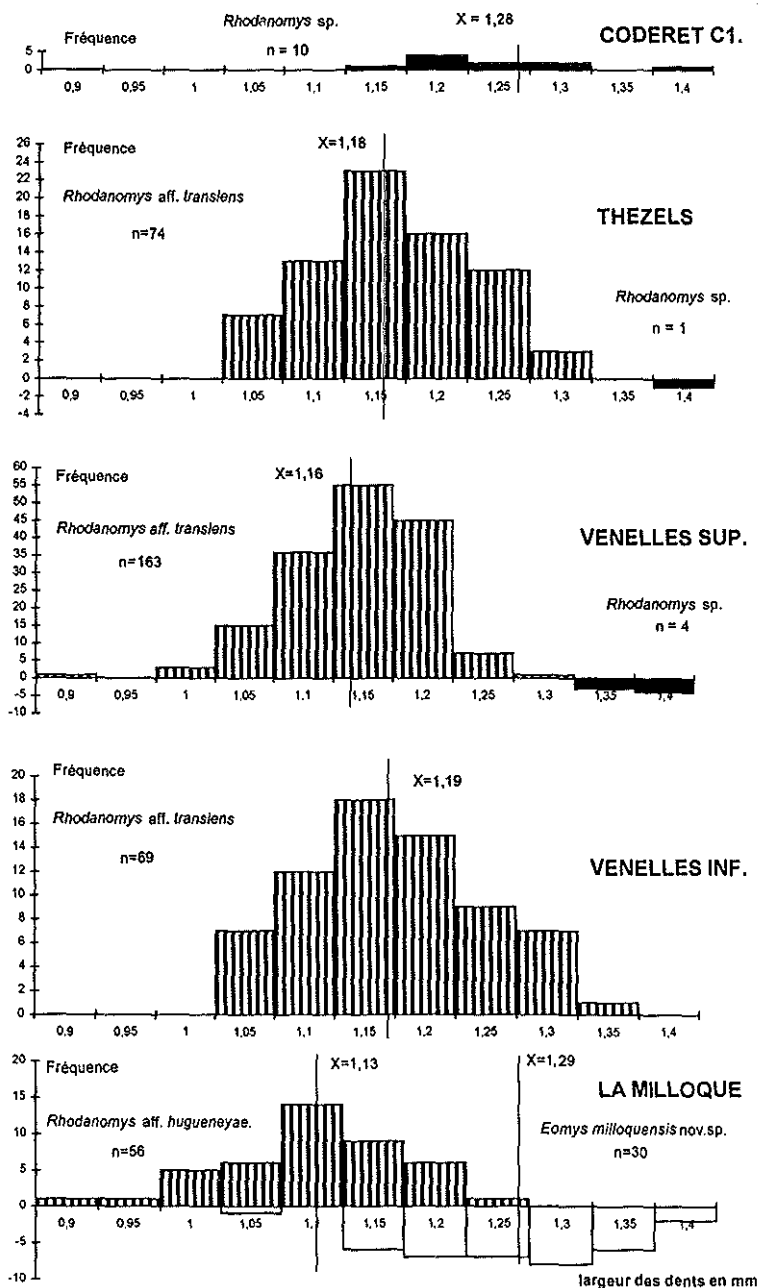 Rhodanomys sp.
X = 1,28
Fréquence
n = 10
CODERET C1.
5
0
0,9 0,95 1 1,05 1,1 1,15 1,2 1,25 1,3 1,35 1,4
26
24
22
20
18
16
14
12
10
8
6
4
2
0
-2
-4
Fréquence
X=1,18
Rhodanomys aff. transiens
n=74
THEZELS
Rhodanomys sp.
n = 1
0,9 0,95 1 1,05 1,1 1,15 1,2 1,25 1,3 1,35 1,4
60
55
50
45
40
35
30
25
20
15
10
5
0
-5
-10
Fréquence
X=1,16
Rhodanomys aff. transiens
n=163
VENELLES SUP.
Rhodanomys sp.
n = 4
0,9 0,95 1 1,05 1,1 1,15 1,2 1,25 1,3 1,35 1,4
20
18
16
14
12
10
8
6
4
2
0
Fréquence
X=1,19
Rhodanomys aff. transiens
n=69
VENELLES INF.
0,9 0,95 1 1,05 1,1 1,15 1,2 1,25 1,3 1,35 1,4
20
15
10
5
0
-5
-10
Fréquence
X=1,13
X=1,29
LA MILLOQUE
Rhodanomys aff. hugueneyae.
n=56
Eomys milloquensis nov.sp.
n=30
0,9 0,95 1 1,05 1,1 1,15 1,2 1,25 1,3 1,35 1,4
largeur des dents en mm